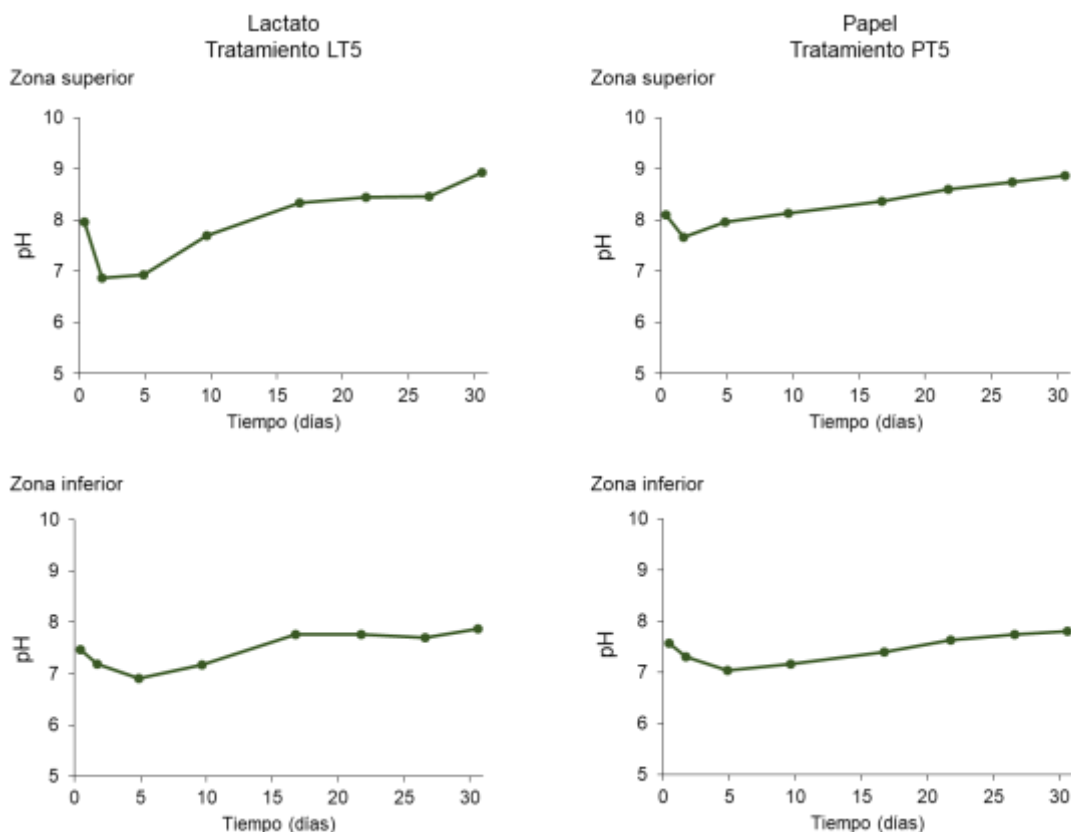 Lactato
Tratamiento LT5
Zona superior
10
9
8
7
6
5
pH
0 5 10 15 20 25 30
Tiempo (días)
Papel
Tratamiento PT5
Zona superior
10
9
8
7
6
5
pH
0 5 10 15 20 25 30
Tiempo (días)
Zona inferior
10
9
8
7
6
5
pH
0 5 10 15 20 25 30
Tiempo (días)
Zona inferior
10
9
8
7
6
5
pH
0 5 10 15 20 25 30
Tiempo (días)